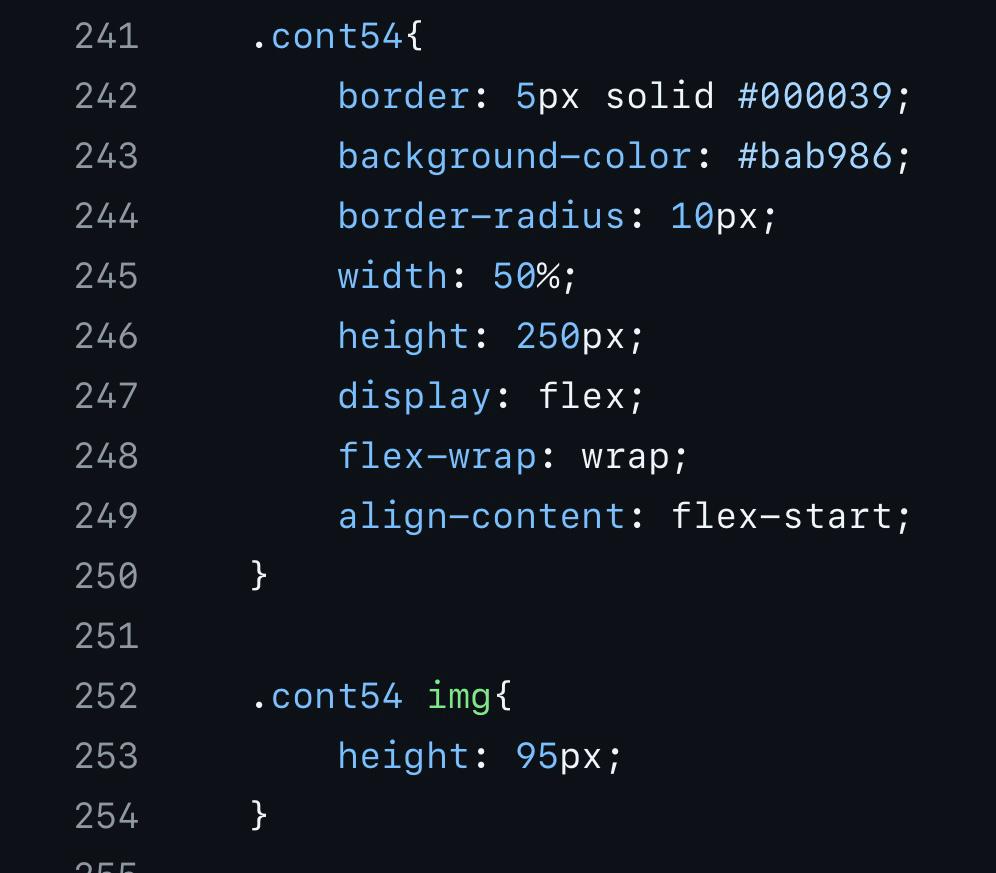 241 .cont54{
242 border: 5px solid #000039;
243 background-color: #bab986;
244 border-radius: 10px;
245 width: 50%;
246 height: 250px;
247 display: flex;
248 flex-wrap: wrap;
249 align-content: flex-start;
250 }
251
252 .cont54 img{
253 height: 95px;
254 }
255